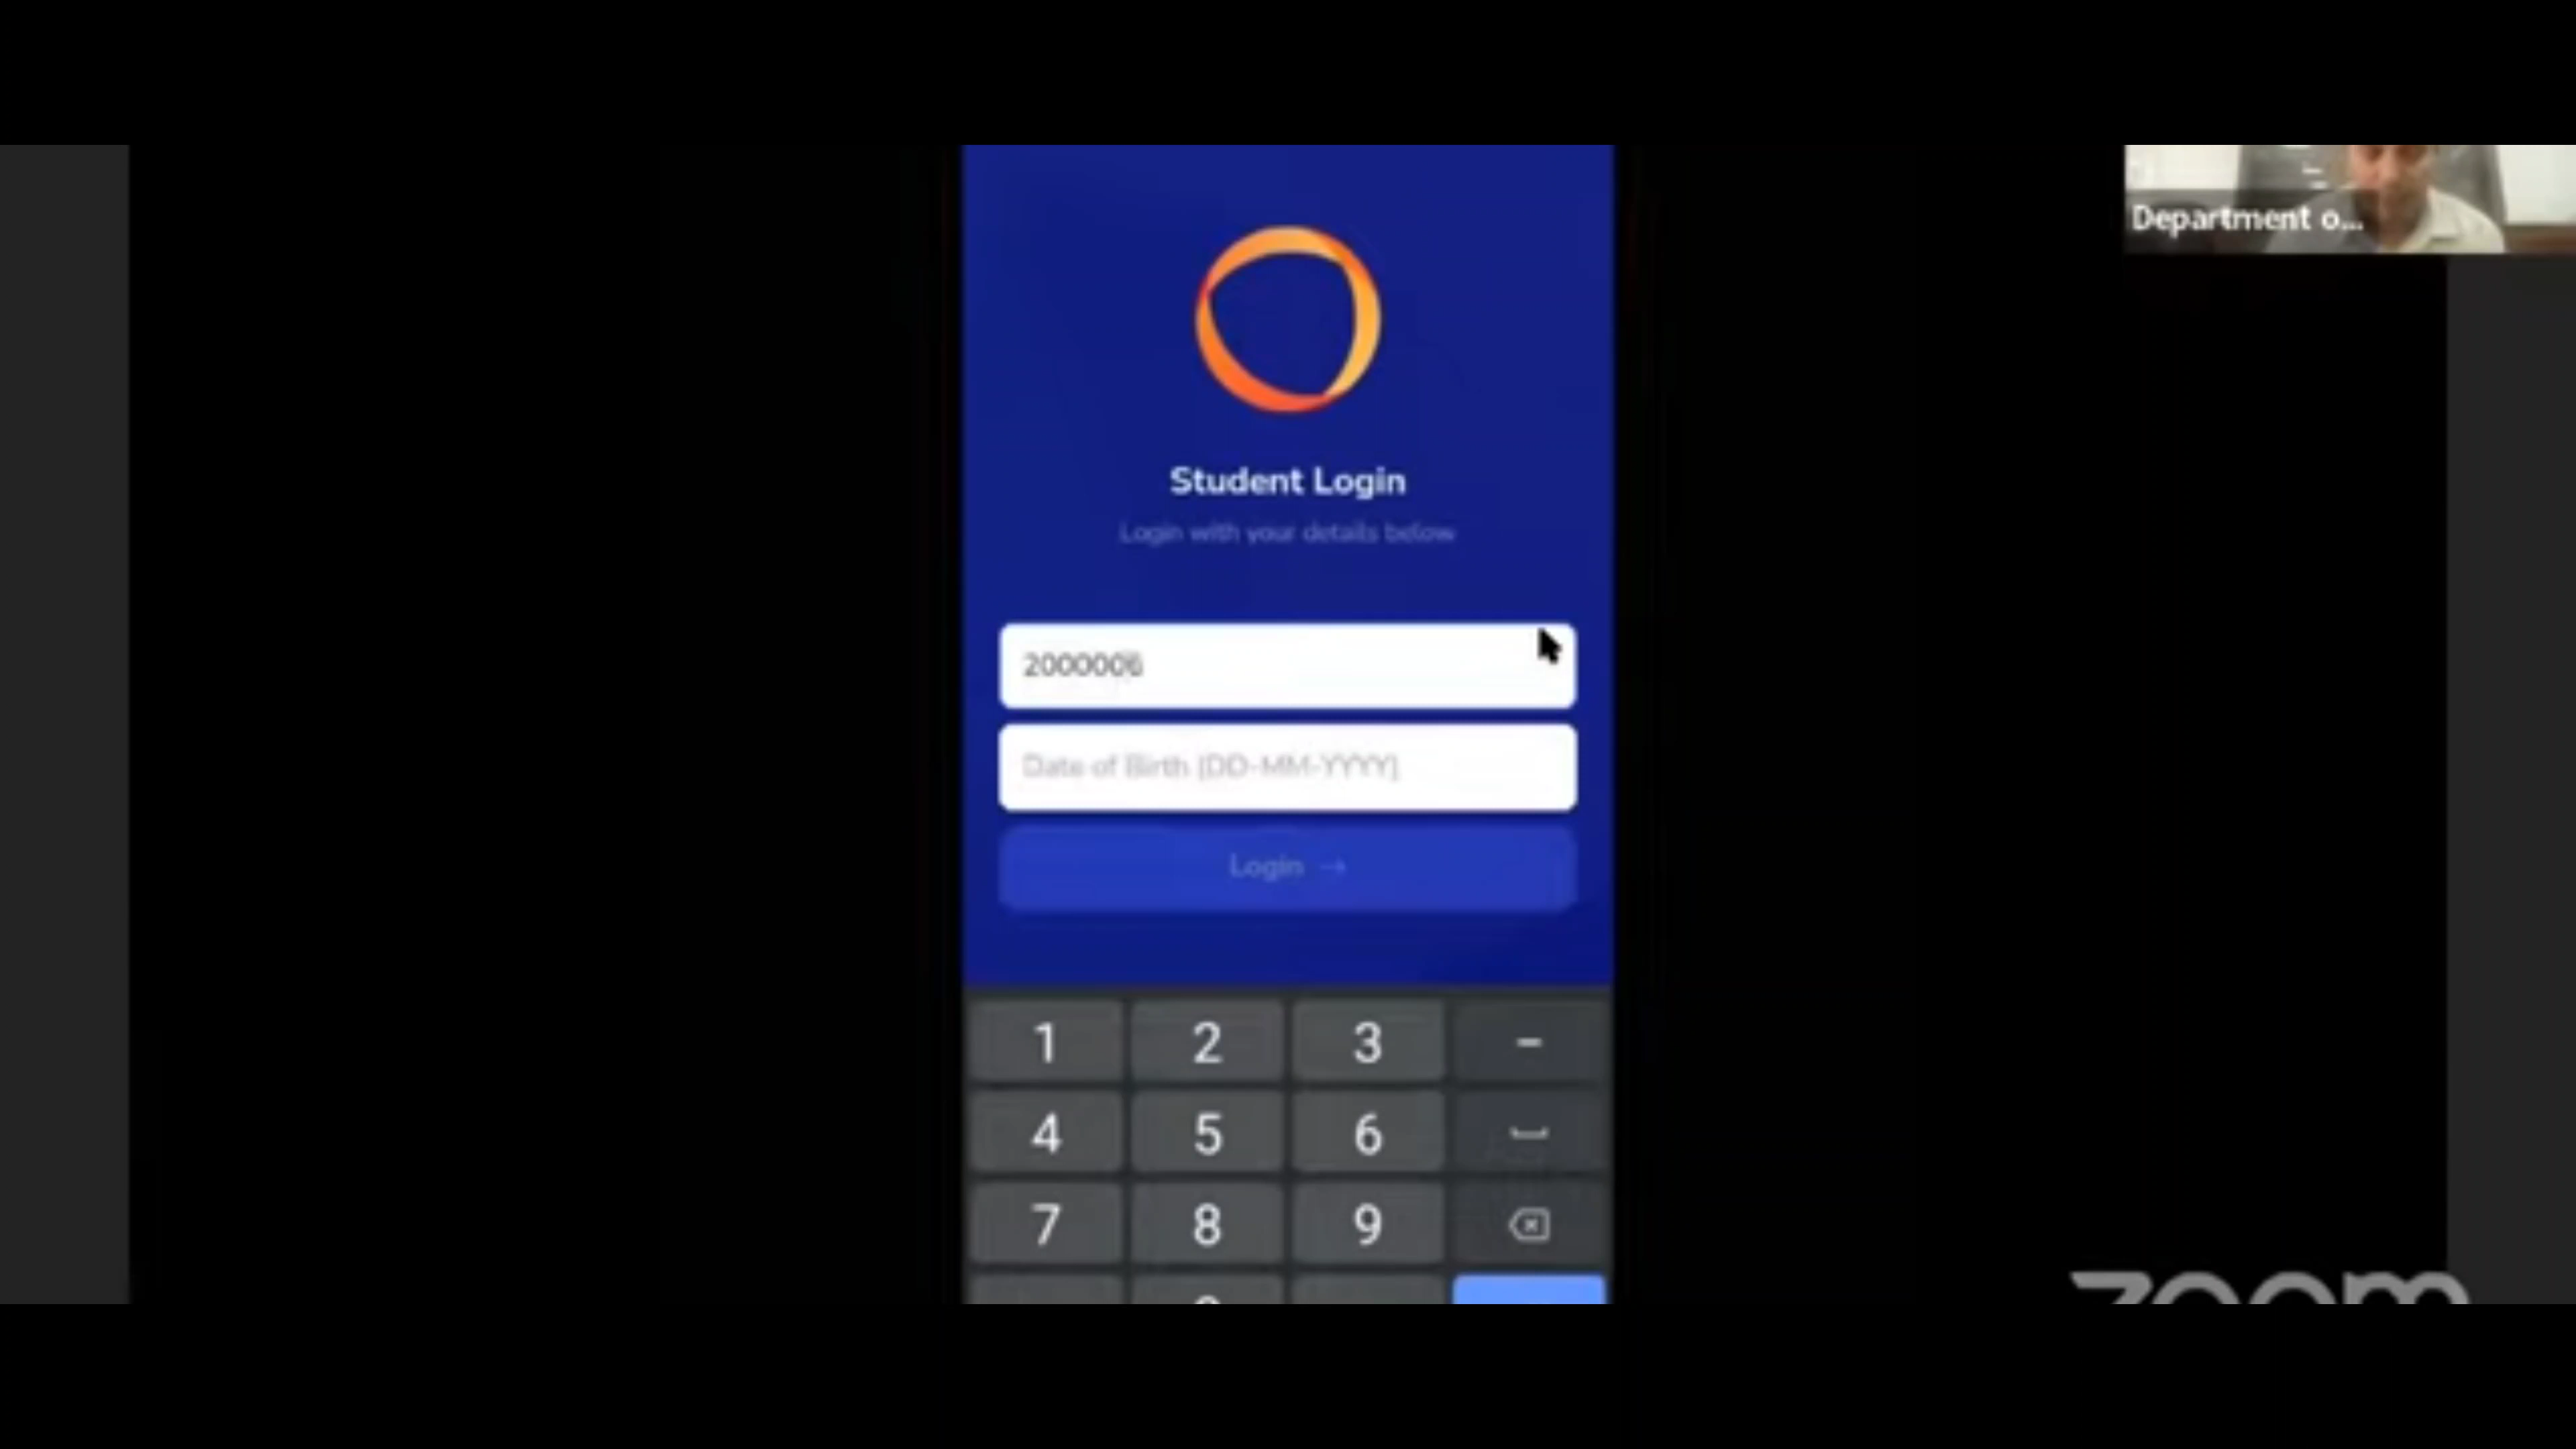 Department o...
Student Login
Login with your details below
2000006
Date of Birth (DD-MM-YYYY)
Login →
1 2 3 -
4 5 6
7 8 9
zoom